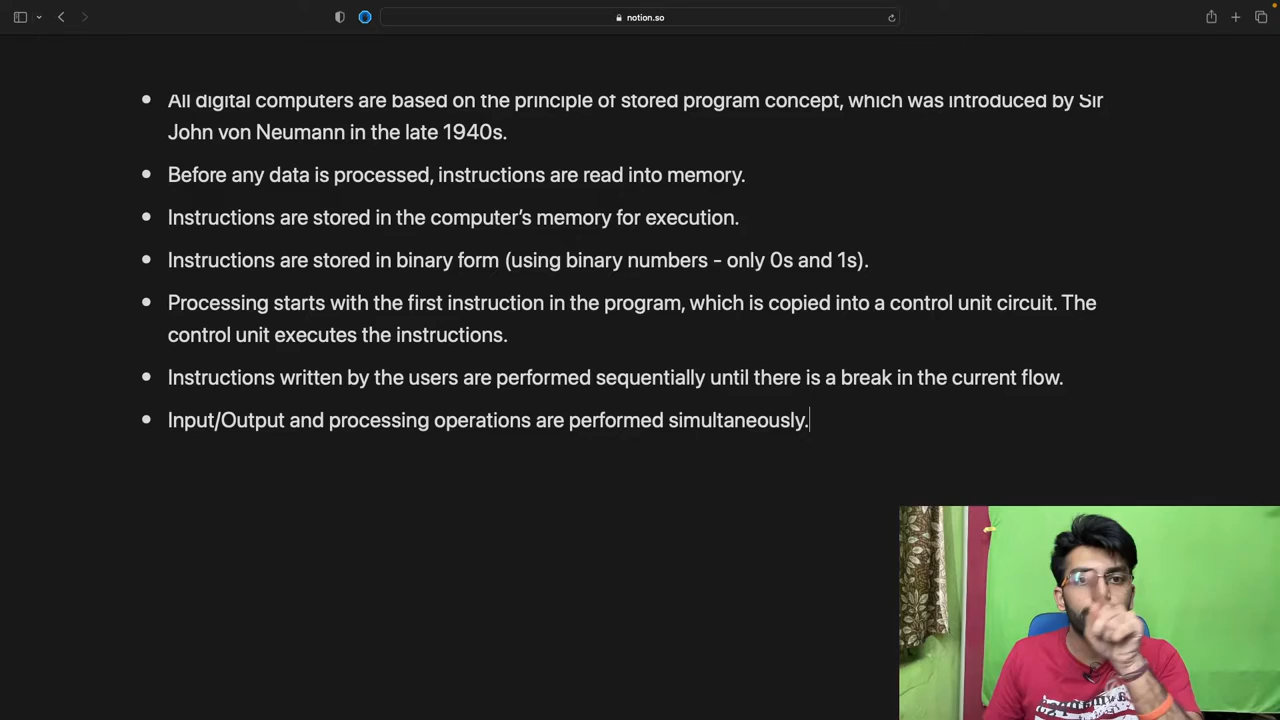 notion.so
All digital computers are based on the principle of stored program concept, which was introduced by Sir
John von Neumann in the late 1940s.
Before any data is processed, instructions are read into memory.
Instructions are stored in the computer’s memory for execution.
Instructions are stored in binary form (using binary numbers - only 0s and 1s).
Processing starts with the first instruction in the program, which is copied into a control unit circuit. The
control unit executes the instructions.
Instructions written by the users are performed sequentially until there is a break in the current flow.
Input/Output and processing operations are performed simultaneously.